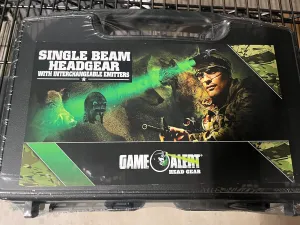 SINGLE BEAM
HEADGEAR
WITH INTERCHANGEABLE EMITTERS
GAME ALERT
HEAD GEAR